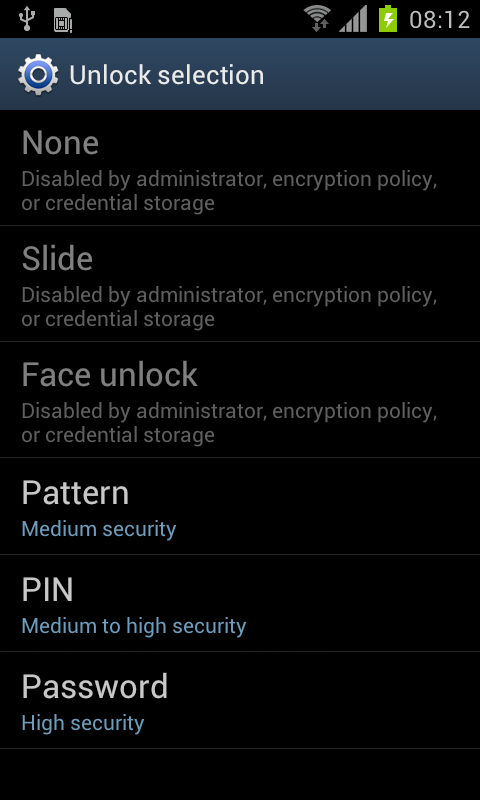 08:12
Unlock selection
None
Disabled by administrator, encryption policy,
or credential storage
Slide
Disabled by administrator, encryption policy,
or credential storage
Face unlock
Disabled by administrator, encryption policy,
or credential storage
Pattern
Medium security
PIN
Medium to high security
Password
High security